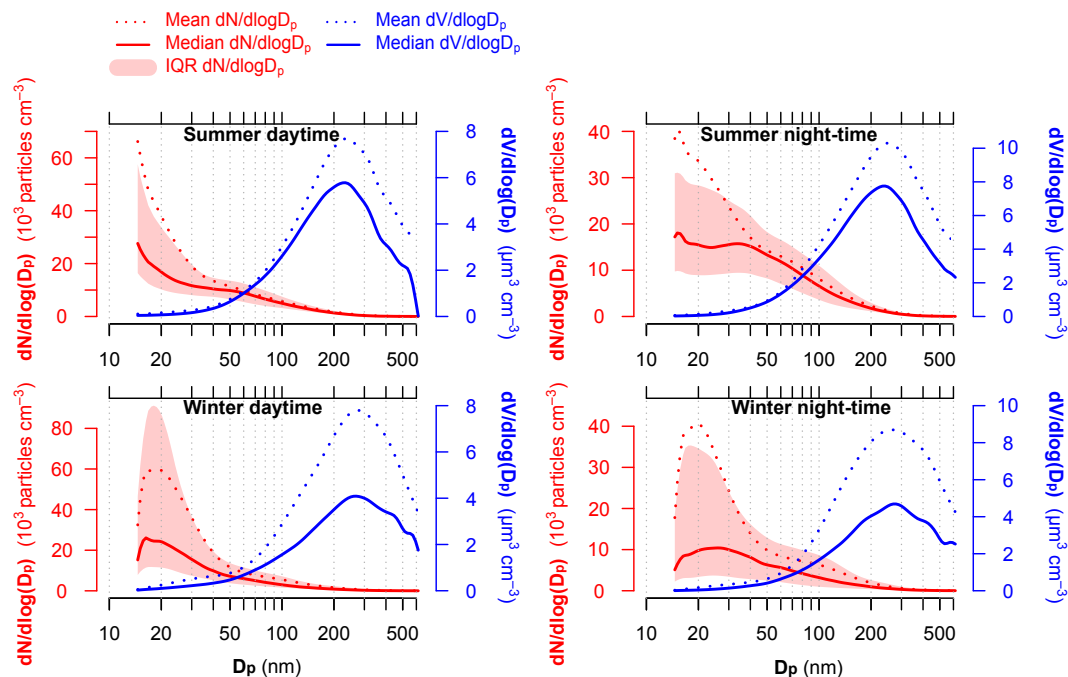 Mean dN/dlogDp Mean dV/dlogDp
Median dN/dlogDp Median dV/dlogDp
IQR dN/dlogDp
Summer daytime
dN/dlog(Dp) (10³ particles cm⁻³)
0 20 40 60
dV/dlog(Dp) (μm³ cm⁻³)
0 2 4 6 8
10 20 50 100 200 500
Summer night-time
dN/dlog(Dp) (10³ particles cm⁻³)
0 10 20 30 40
dV/dlog(Dp) (μm³ cm⁻³)
0 2 4 6 8 10
10 20 50 100 200 500
Winter daytime
dN/dlog(Dp) (10³ particles cm⁻³)
0 20 40 60 80
dV/dlog(Dp) (μm³ cm⁻³)
0 2 4 6 8
10 20 50 100 200 500
Dp (nm)
Winter night-time
dN/dlog(Dp) (10³ particles cm⁻³)
0 10 20 30 40
dV/dlog(Dp) (μm³ cm⁻³)
0 2 4 6 8 10
10 20 50 100 200 500
Dp (nm)